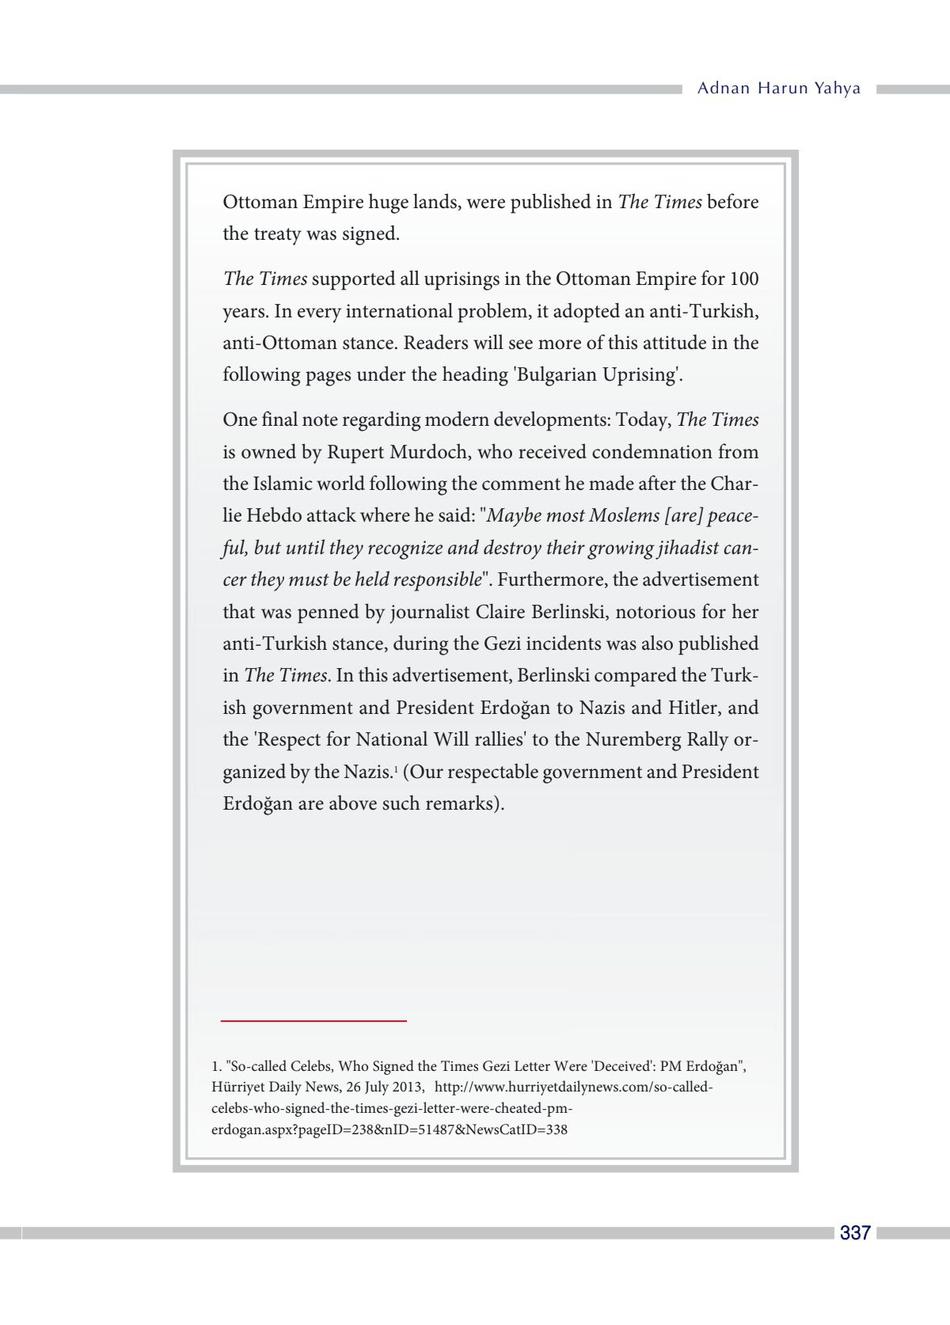 Adnan Harun Yahya
Ottoman Empire huge lands, were published in The Times before
the treaty was signed.
The Times supported all uprisings in the Ottoman Empire for 100
years. In every international problem, it adopted an anti-Turkish,
anti-Ottoman stance. Readers will see more of this attitude in the
following pages under the heading 'Bulgarian Uprising'.
One final note regarding modern developments: Today, The Times
is owned by Rupert Murdoch, who received condemnation from
the Islamic world following the comment he made after the Char-
lie Hebdo attack where he said: "Maybe most Moslems [are] peace-
ful, but until they recognize and destroy their growing jihadist can-
cer they must be held responsible". Furthermore, the advertisement
that was penned by journalist Claire Berlinski, notorious for her
anti-Turkish stance, during the Gezi incidents was also published
in The Times. In this advertisement, Berlinski compared the Turk-
ish government and President Erdoğan to Nazis and Hitler, and
the 'Respect for National Will rallies' to the Nuremberg Rally or-
ganized by the Nazis.¹ (Our respectable government and President
Erdoğan are above such remarks).
1. "So-called Celebs, Who Signed the Times Gezi Letter Were 'Deceived': PM Erdoğan",
Hürriyet Daily News, 26 July 2013, http://www.hurriyetdailynews.com/so-called-
celebs-who-signed-the-times-gezi-letter-were-cheated-pm-
erdogan.aspx?pageID=238&nID=51487&NewsCatID=338
337